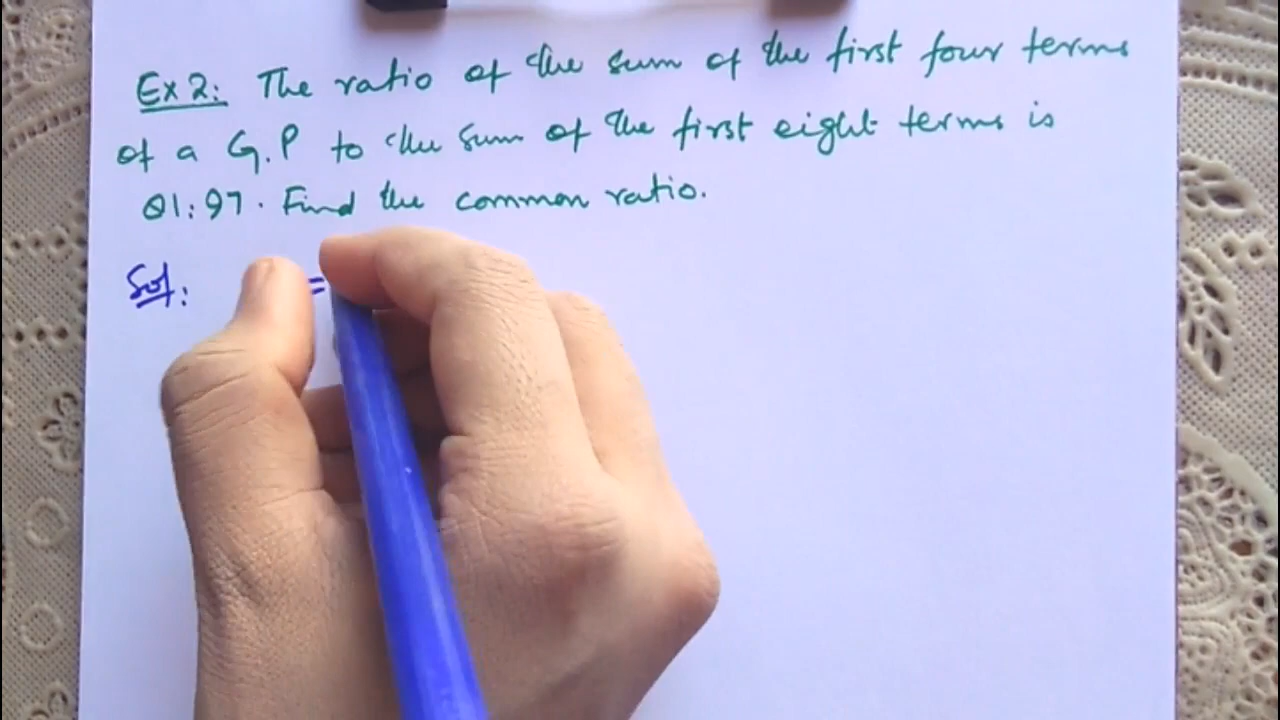 Ex 2: The ratio of the sum of the first four terms
of a G.P to the sum of the first eight terms is
81:97. Find the common ratio.
Sol:
=